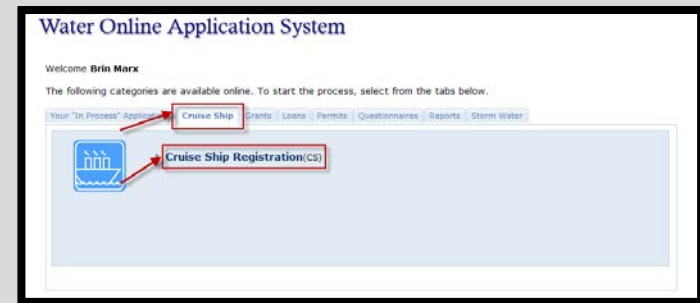 Water Online Application System
Welcome Brin Marx
The following categories are available online. To start the process, select from the tabs below.
Your "In Process" Applicat Cruise Ship Grants Loans Permits Questionnaires Reports Storm Water
Cruise Ship Registration(CS)